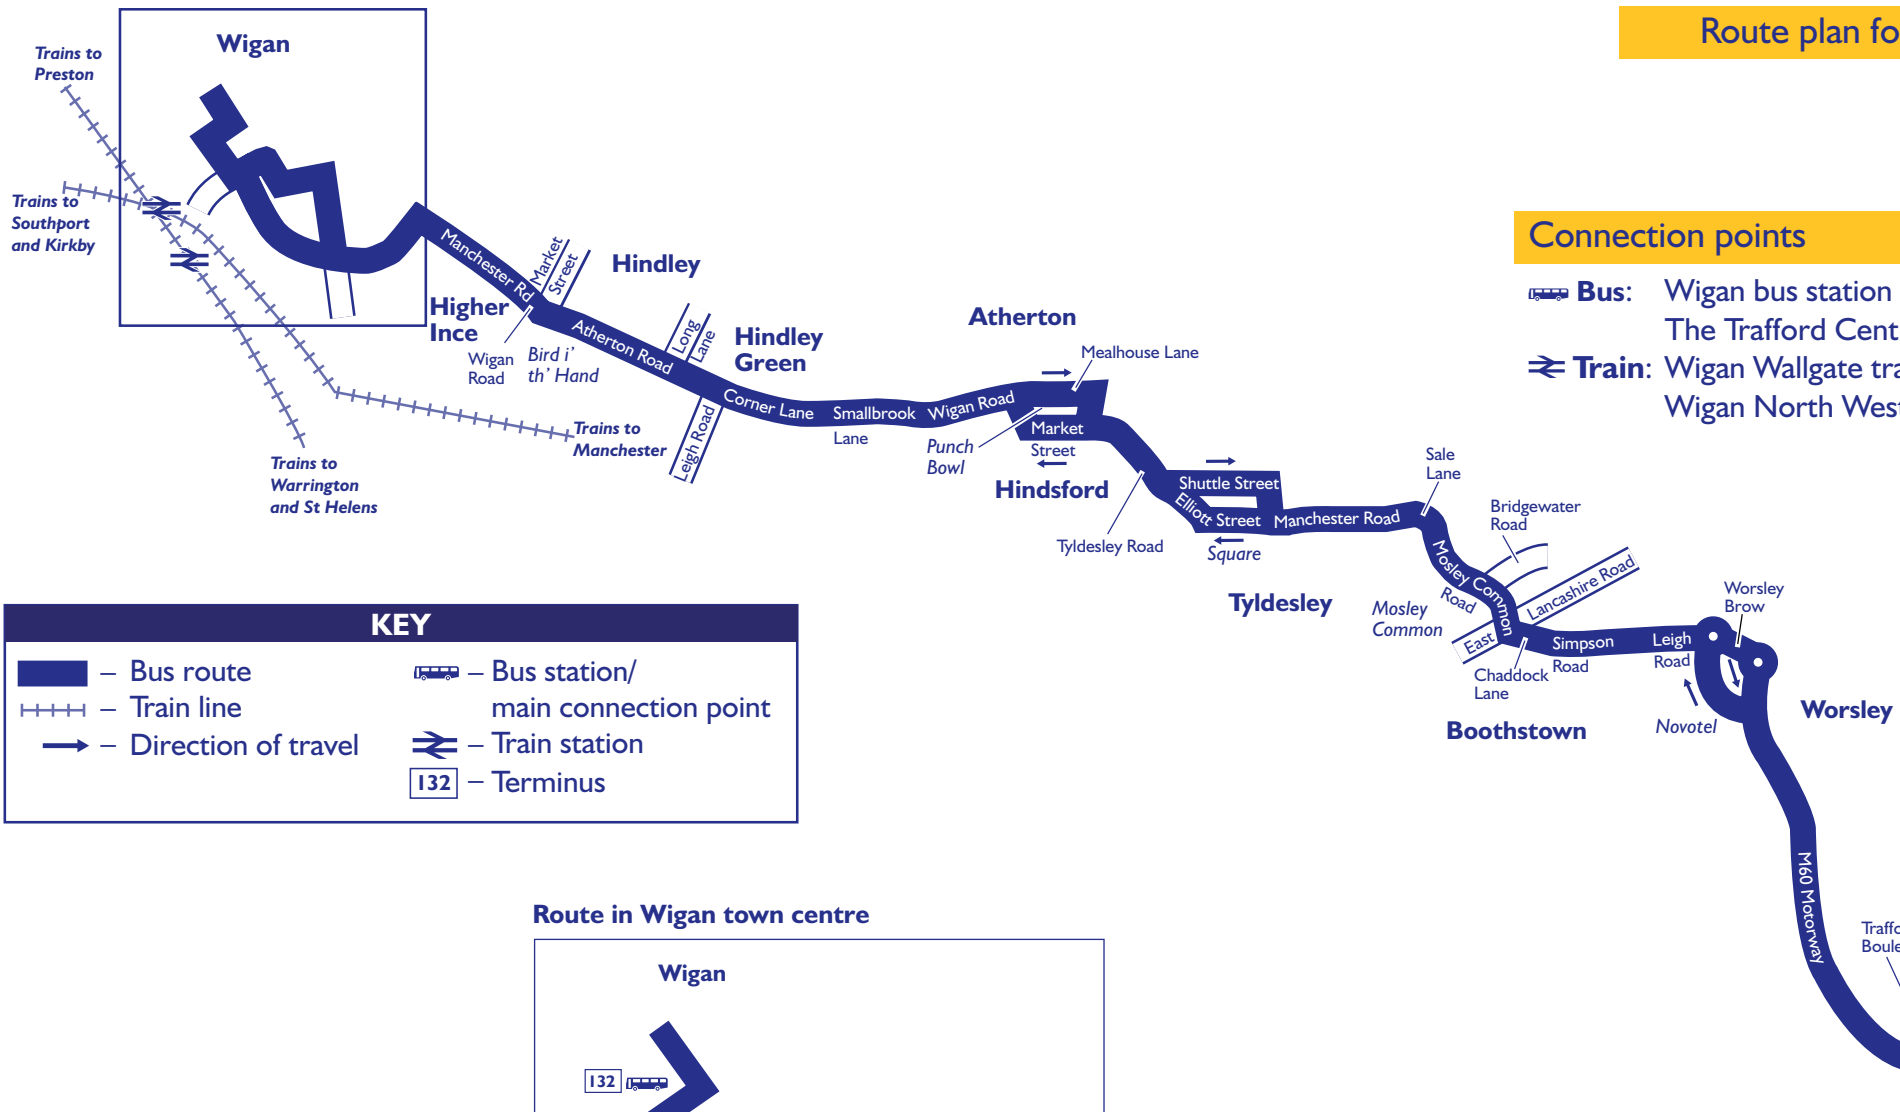 Route plan fo
Wigan
Trains to
Preston
Trains to
Southport
and Kirkby
Trains to
Warrington
and St Helens
Trains to
Manchester
Manchester Rd
Market
Street
Hindley
Higher
Ince
Wigan
Road
Bird i'
th' Hand
Atherton Road
Long
Lane
Hindley
Green
Leigh Road
Corner Lane
Smallbrook
Lane
Wigan Road
Atherton
Mealhouse Lane
Punch
Bowl
Market
Street
Hindsford
Tyldesley Road
Shuttle Street
Elliott Street
Square
Manchester Road
Tyldesley
Sale
Lane
Bridgewater
Road
Mosley Common
Road
Mosley
Common
East Lancashire Road
Chaddock
Lane
Simpson
Road
Boothstown
Leigh
Road
Worsley
Brow
Novotel
Worsley
M60 Motorway
Traffo
Boule
Connection points
Bus: Wigan bus station
The Trafford Cent
Train: Wigan Wallgate tra
Wigan North West
KEY
– Bus route
– Train line
– Direction of travel
– Bus station/
main connection point
– Train station
132 – Terminus
Route in Wigan town centre
Wigan
132